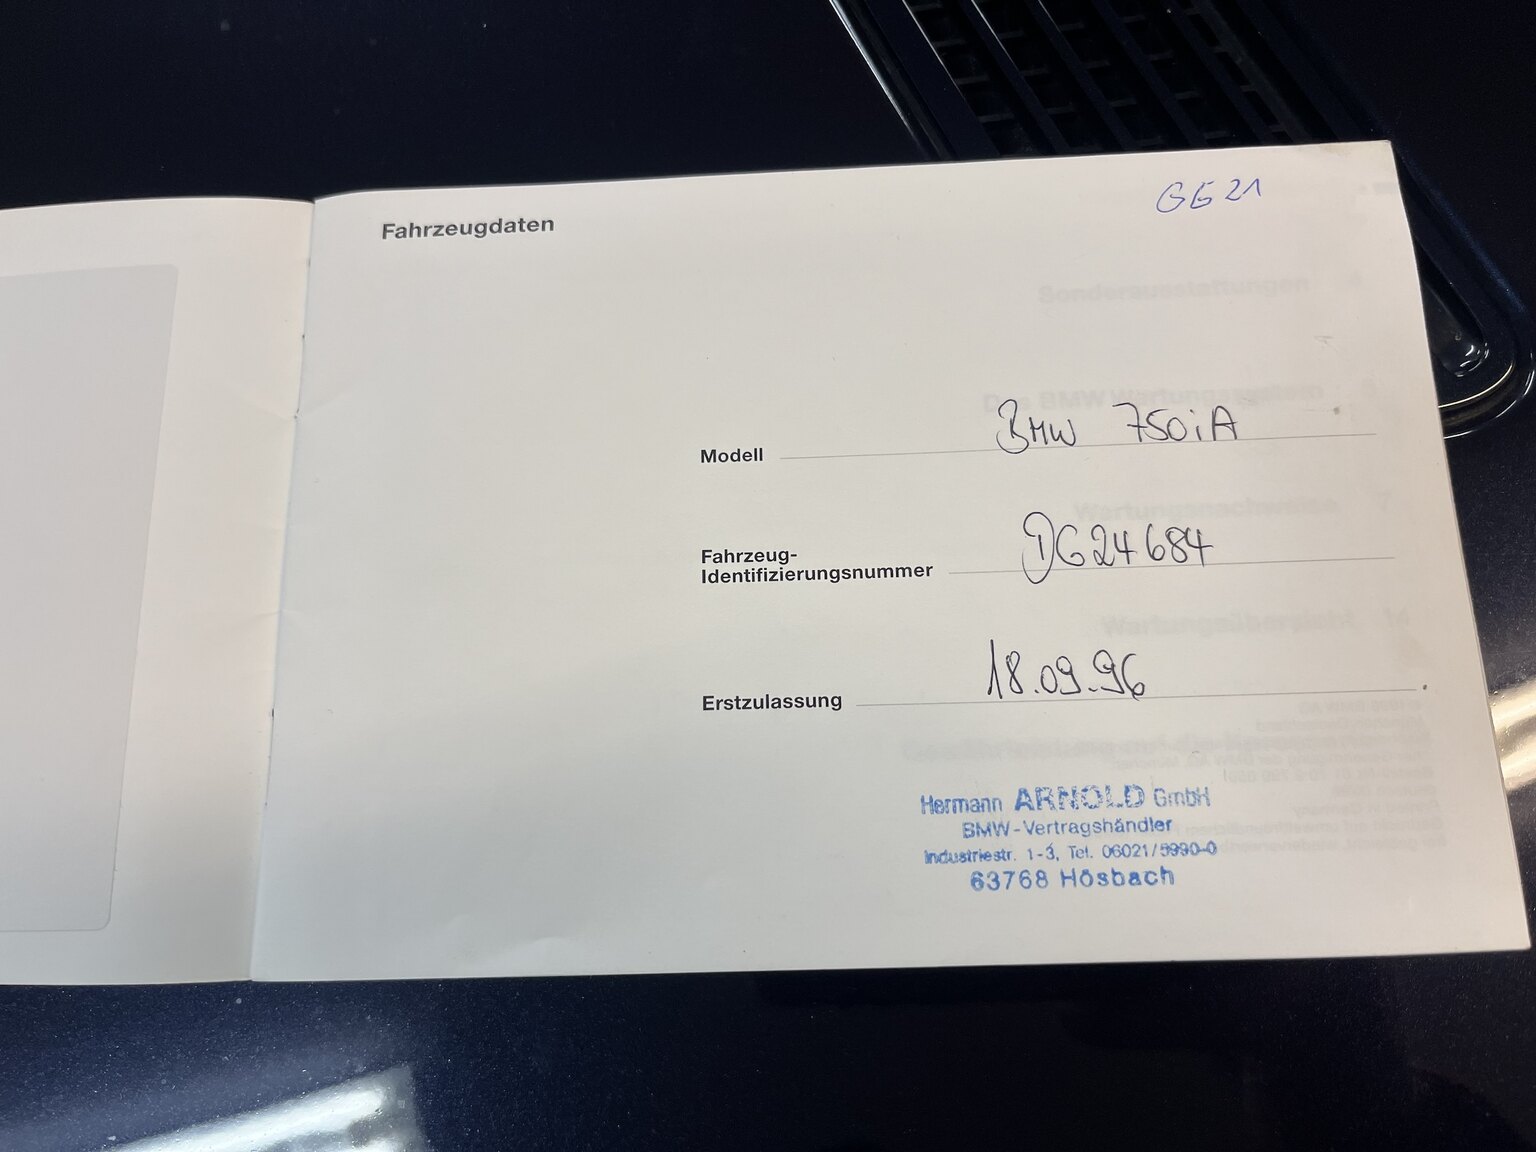 GG21
Fahrzeugdaten
Modell BMW 750iA
Fahrzeug-
Identifizierungsnummer DG24684
Erstzulassung 18.09.96
Hermann ARNOLD GmbH
BMW-Vertragshändler
Industriestr. 1-3, Tel. 06021/5990-0
63768 Hösbach